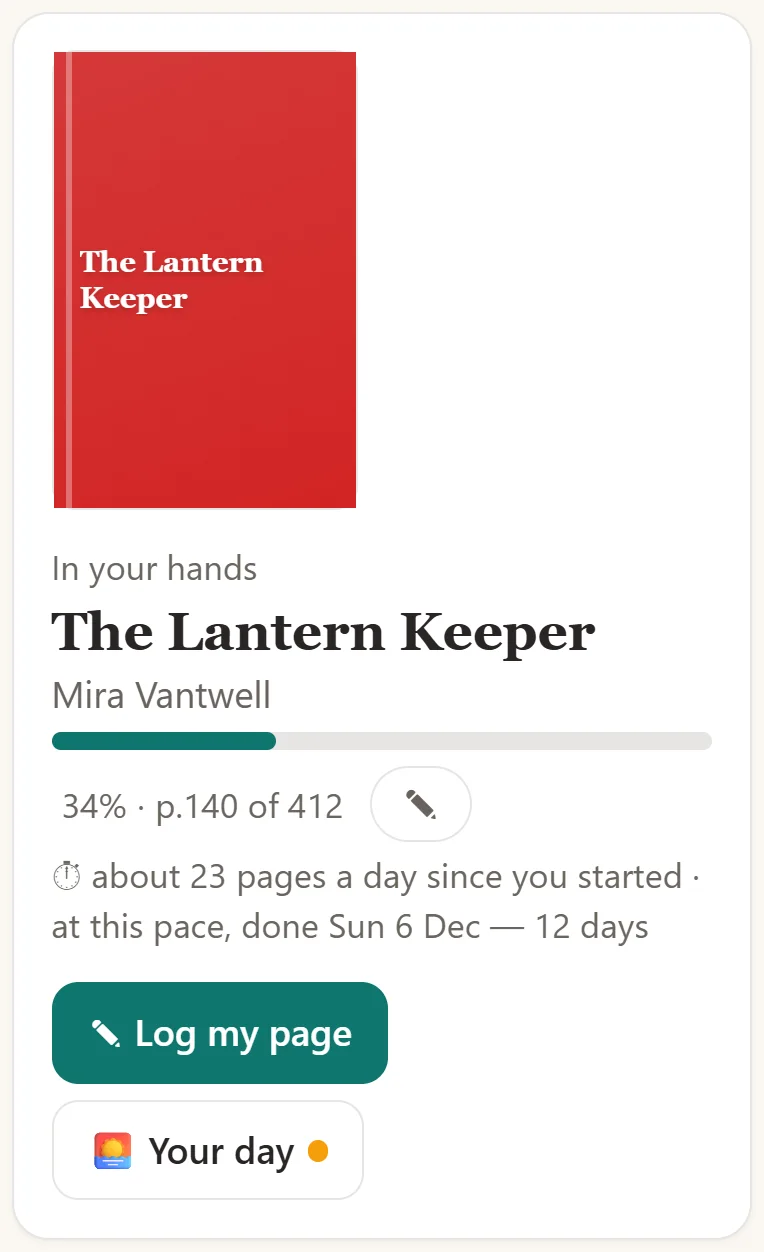 The Lantern
Keeper
In your hands
The Lantern Keeper
Mira Vantwell
34% · p.140 of 412
⏱ about 23 pages a day since you started ·
at this pace, done Sun 6 Dec — 12 days
Log my page
Your day